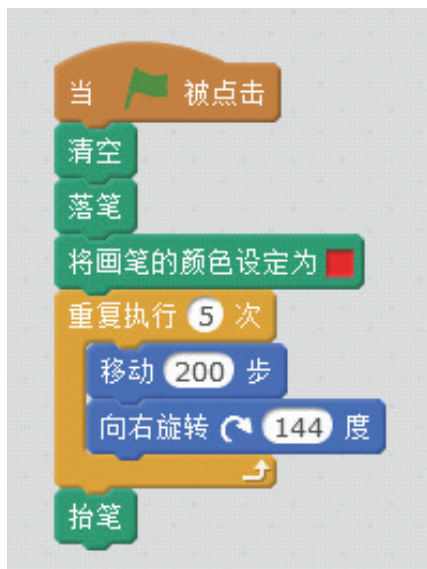 当 被点击
清空
落笔
将画笔的颜色设定为
重复执行 5 次
移动 200 步
向右旋转 144 度
抬笔